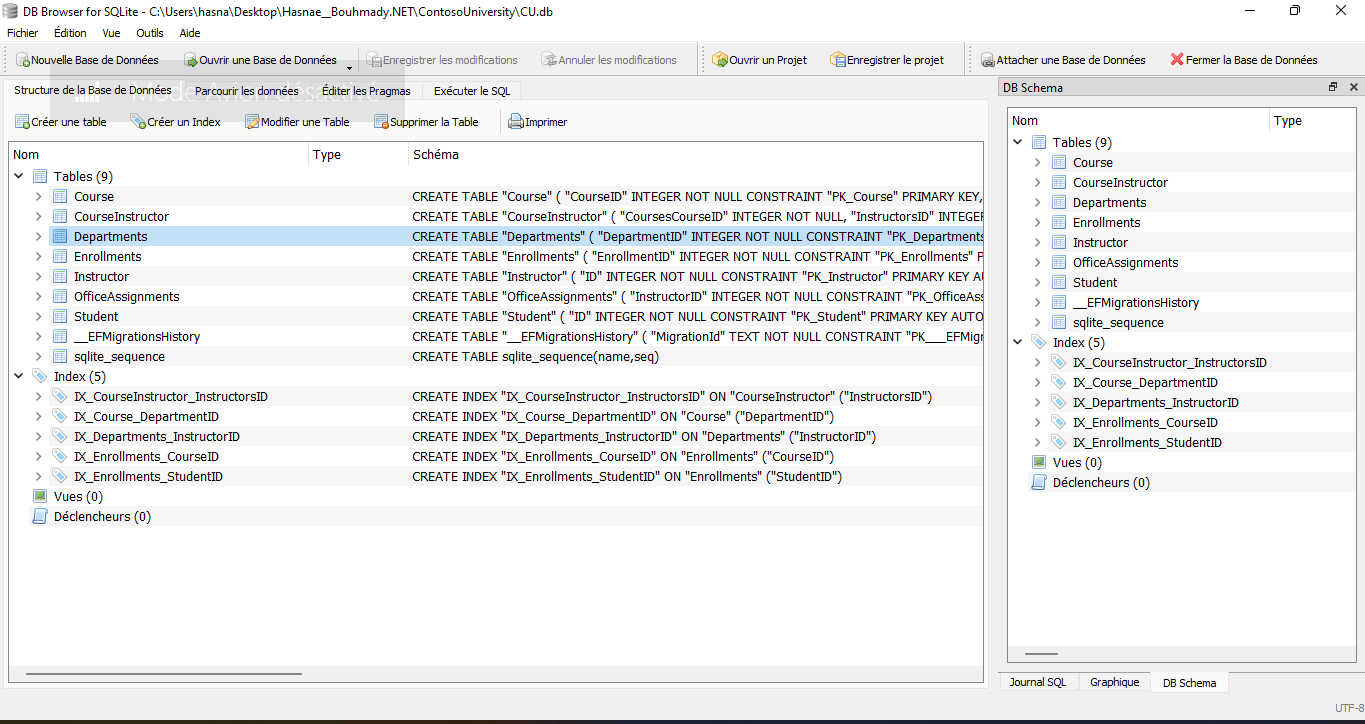 DB Browser for SQLite - C:\Users\hasna\Desktop\Hasnae__Bouhmady.NET\ContosoUniversity\CU.db
Fichier Édition Vue Outils Aide
Nouvelle Base de Données Ouvrir une Base de Données Enregistrer les modifications Annuler les modifications Ouvrir un Projet Enregistrer le projet Attacher une Base de Données Fermer la Base de Données
Structure de la Base de Données Parcourir les données Éditer les Pragmas Exécuter le SQL
Mode Avion désactivé
Créer une table Créer un Index Modifier une Table Supprimer la Table Imprimer
Nom Type Schéma
Tables (9)
Course CREATE TABLE "Course" ( "CourseID" INTEGER NOT NULL CONSTRAINT "PK_Course" PRIMARY KEY,
CourseInstructor CREATE TABLE "CourseInstructor" ( "CoursesCourseID" INTEGER NOT NULL, "InstructorsID" INTEGER
Departments CREATE TABLE "Departments" ( "DepartmentID" INTEGER NOT NULL CONSTRAINT "PK_Departments
Enrollments CREATE TABLE "Enrollments" ( "EnrollmentID" INTEGER NOT NULL CONSTRAINT "PK_Enrollments" P
Instructor CREATE TABLE "Instructor" ( "ID" INTEGER NOT NULL CONSTRAINT "PK_Instructor" PRIMARY KEY AU
OfficeAssignments CREATE TABLE "OfficeAssignments" ( "InstructorID" INTEGER NOT NULL CONSTRAINT "PK_OfficeAss
Student CREATE TABLE "Student" ( "ID" INTEGER NOT NULL CONSTRAINT "PK_Student" PRIMARY KEY AUTO
__EFMigrationsHistory CREATE TABLE "__EFMigrationsHistory" ( "MigrationId" TEXT NOT NULL CONSTRAINT "PK___EFMigr
sqlite_sequence CREATE TABLE sqlite_sequence(name,seq)
Index (5)
IX_CourseInstructor_InstructorsID CREATE INDEX "IX_CourseInstructor_InstructorsID" ON "CourseInstructor" ("InstructorsID")
IX_Course_DepartmentID CREATE INDEX "IX_Course_DepartmentID" ON "Course" ("DepartmentID")
IX_Departments_InstructorID CREATE INDEX "IX_Departments_InstructorID" ON "Departments" ("InstructorID")
IX_Enrollments_CourseID CREATE INDEX "IX_Enrollments_CourseID" ON "Enrollments" ("CourseID")
IX_Enrollments_StudentID CREATE INDEX "IX_Enrollments_StudentID" ON "Enrollments" ("StudentID")
Vues (0)
Déclencheurs (0)
DB Schema
Nom Type
Tables (9)
Course
CourseInstructor
Departments
Enrollments
Instructor
OfficeAssignments
Student
__EFMigrationsHistory
sqlite_sequence
Index (5)
IX_CourseInstructor_InstructorsID
IX_Course_DepartmentID
IX_Departments_InstructorID
IX_Enrollments_CourseID
IX_Enrollments_StudentID
Vues (0)
Déclencheurs (0)
Journal SQL Graphique DB Schema
UTF-8